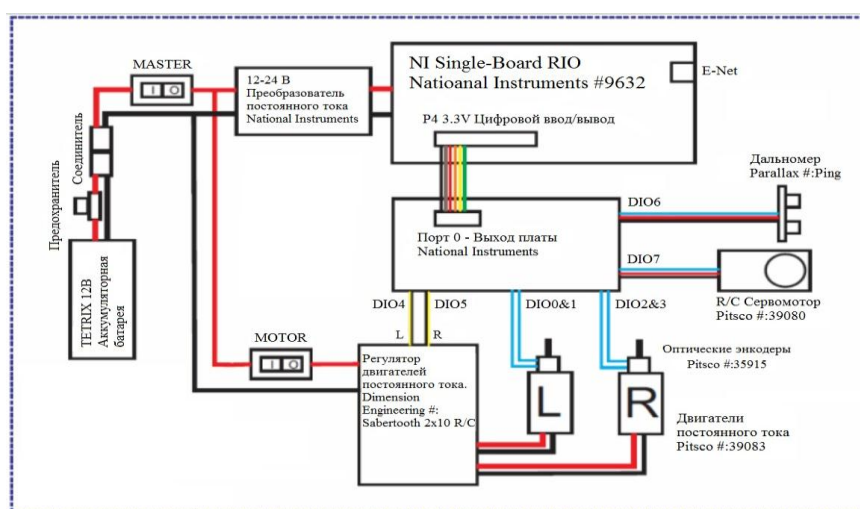 MASTER
12-24 В
Преобразователь
постоянного тока
National Instruments
NI Single-Board RIO
Natioanal Instruments #9632
E-Net
P4 3.3V Цифровой ввод/вывод
Предохранитель
Соединитель
Дальномер
Parallax #:Ping
DIO6
Порт 0 - Выход платы
National Instruments
DIO7
R/C Сервомотор
Pitsco #:39080
TETRIX 12В
Аккумуляторная
батарея
DIO4
DIO5
DIO0&1
DIO2&3
L
R
MOTOR
Регулятор
двигателей
постоянного тока.
Dimension
Engineering #:
Sabertooth 2x10 R/C
Оптические энкодеры
Pitsco #:35915
L
R
Двигатели
постоянного тока
Pitsco #:39083